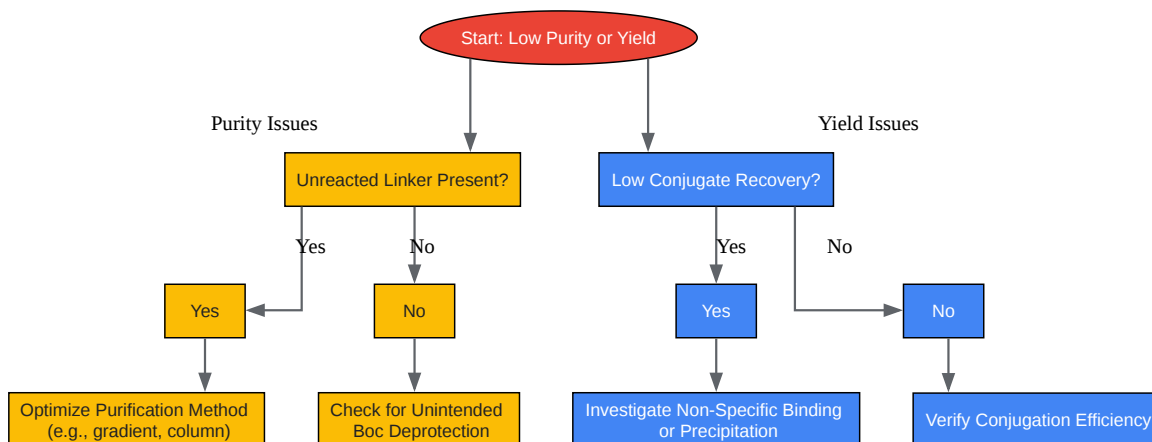 Start: Low Purity or Yield
Purity Issues
Yield Issues
Unreacted Linker Present?
Low Conjugate Recovery?
Yes
No
Yes
No
Yes
No
Yes
No
Optimize Purification Method
(e.g., gradient, column)
Check for Unintended
Boc Deprotection
Investigate Non-Specific Binding
or Precipitation
Verify Conjugation Efficiency